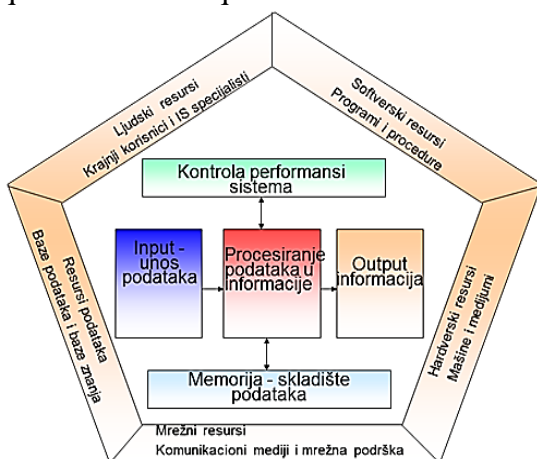 Ljudski resursi
Krajnji korisnici i IS specijalisti
Softverski resursi
Programi i procedure
Kontrola performansi
sistema
Input -
unos
podataka
Procesiranje
podataka u
informacije
Output
informacija
Memorija - skladište
podataka
Resursi podataka
Baze podataka i baze znanja
Hardverski resursi
Mašine i medijumi
Mrežni resursi
Komunikacioni mediji i mrežna podrška